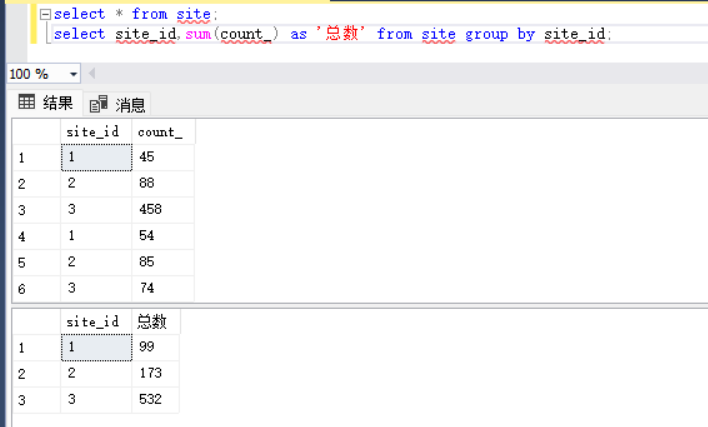 select * from site;
select site_id,sum(count_) as '总数' from site group by site_id;
100 %
结果 消息
site_id count_
1 1 45
2 2 88
3 3 458
4 1 54
5 2 85
6 3 74
site_id 总数
1 1 99
2 2 173
3 3 532